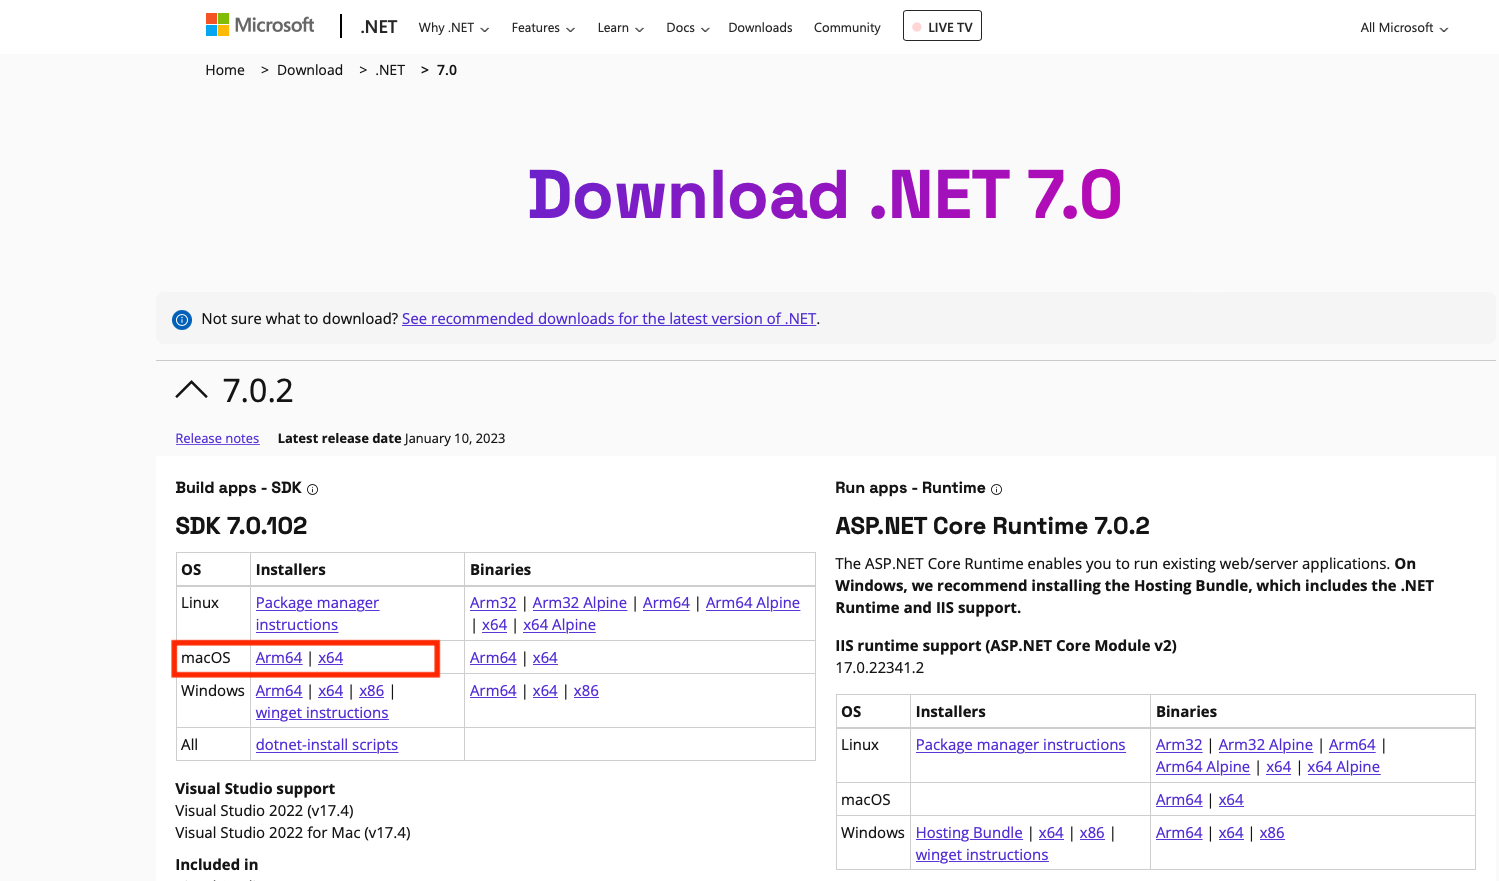 Microsoft | .NET Why .NET Features Learn Docs Downloads Community LIVE TV All Microsoft
Home > Download > .NET > 7.0
Download .NET 7.0
Not sure what to download? See recommended downloads for the latest version of .NET.
7.0.2
Release notes Latest release date January 10, 2023
Build apps - SDK
SDK 7.0.102
OS Installers Binaries
Linux Package manager Arm32 | Arm32 Alpine | Arm64 | Arm64 Alpine
instructions | x64 | x64 Alpine
macOS Arm64 | x64 Arm64 | x64
Windows Arm64 | x64 | x86 | Arm64 | x64 | x86
winget instructions
All dotnet-install scripts
Visual Studio support
Visual Studio 2022 (v17.4)
Visual Studio 2022 for Mac (v17.4)
Included in
Run apps - Runtime
ASP.NET Core Runtime 7.0.2
The ASP.NET Core Runtime enables you to run existing web/server applications. On
Windows, we recommend installing the Hosting Bundle, which includes the .NET
Runtime and IIS support.
IIS runtime support (ASP.NET Core Module v2)
17.0.22341.2
OS Installers Binaries
Linux Package manager instructions Arm32 | Arm32 Alpine | Arm64 |
Arm64 Alpine | x64 | x64 Alpine
macOS Arm64 | x64
Windows Hosting Bundle | x64 | x86 | Arm64 | x64 | x86
winget instructions